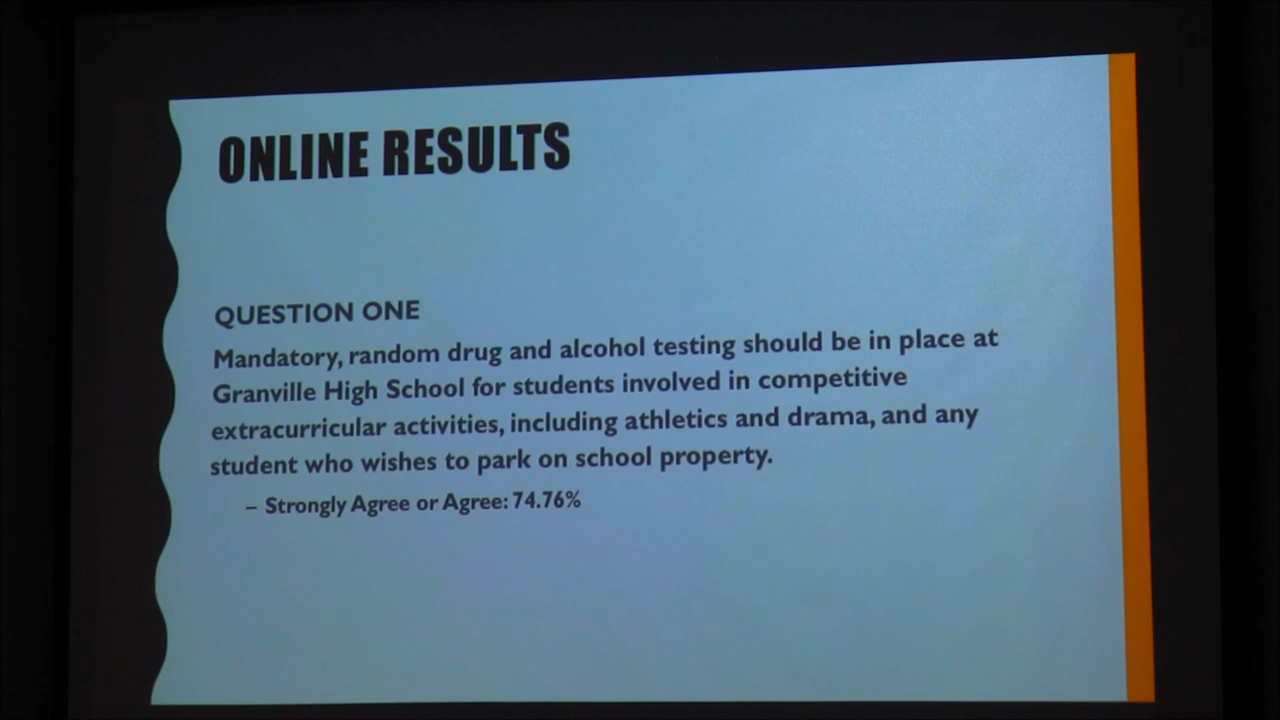 ONLINE RESULTS
QUESTION ONE
Mandatory, random drug and alcohol testing should be in place at
Granville High School for students involved in competitive
extracurricular activities, including athletics and drama, and any
student who wishes to park on school property.
– Strongly Agree or Agree: 74.76%